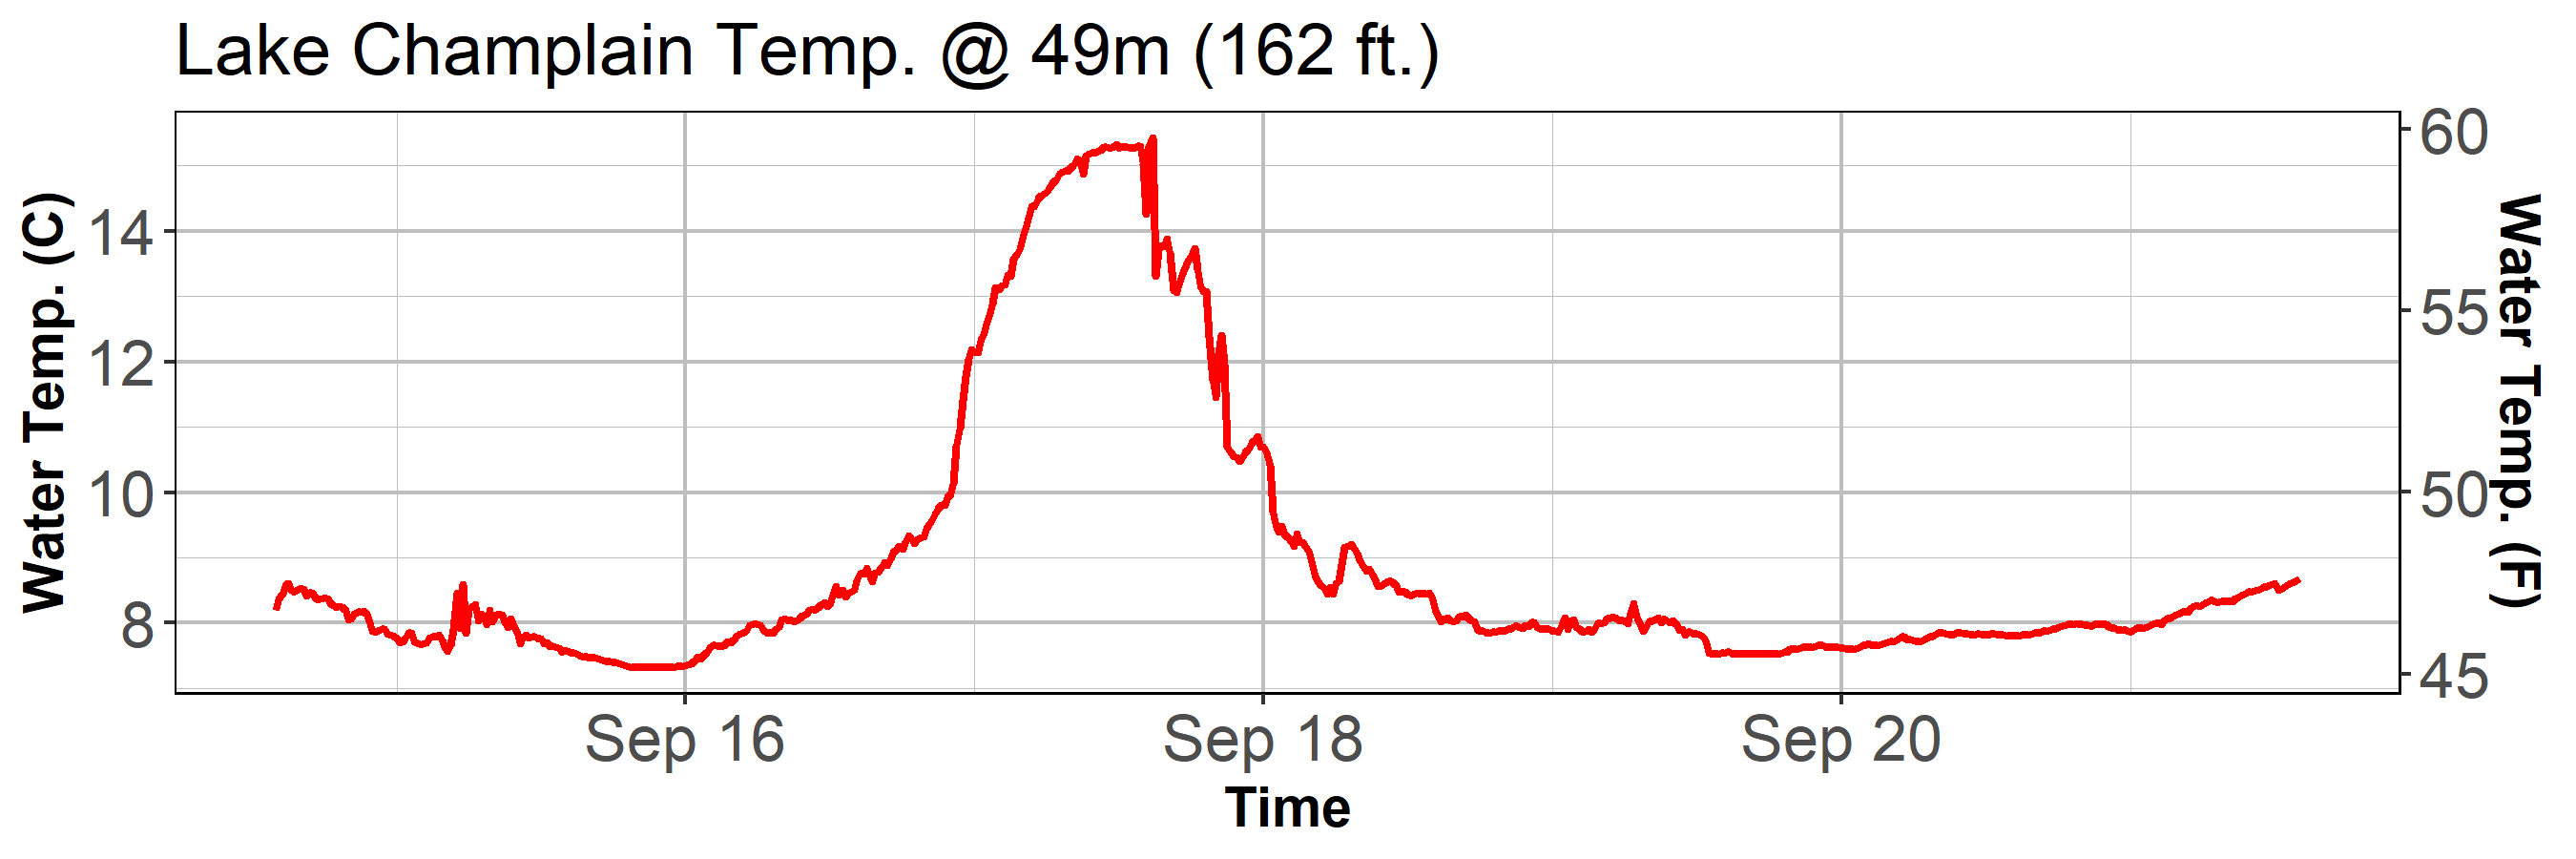 Lake Champlain Temp. @ 49m (162 ft.)
Water Temp. (C)
14
12
10
8
60
55
50
45
Water Temp. (F)
Sep 16
Sep 18
Sep 20
Time